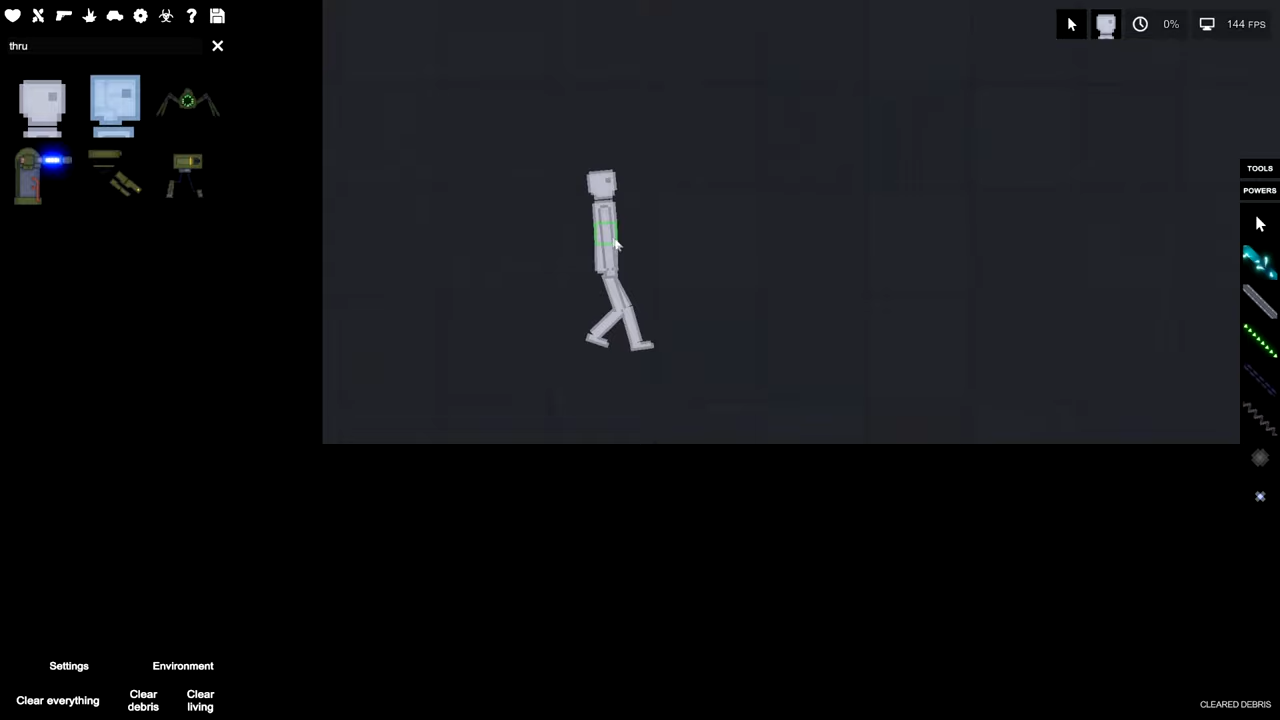 thru
0%
144 FPS
TOOLS
POWERS
Settings
Environment
Clear everything
Clear
debris
Clear
living
CLEARED DEBRIS